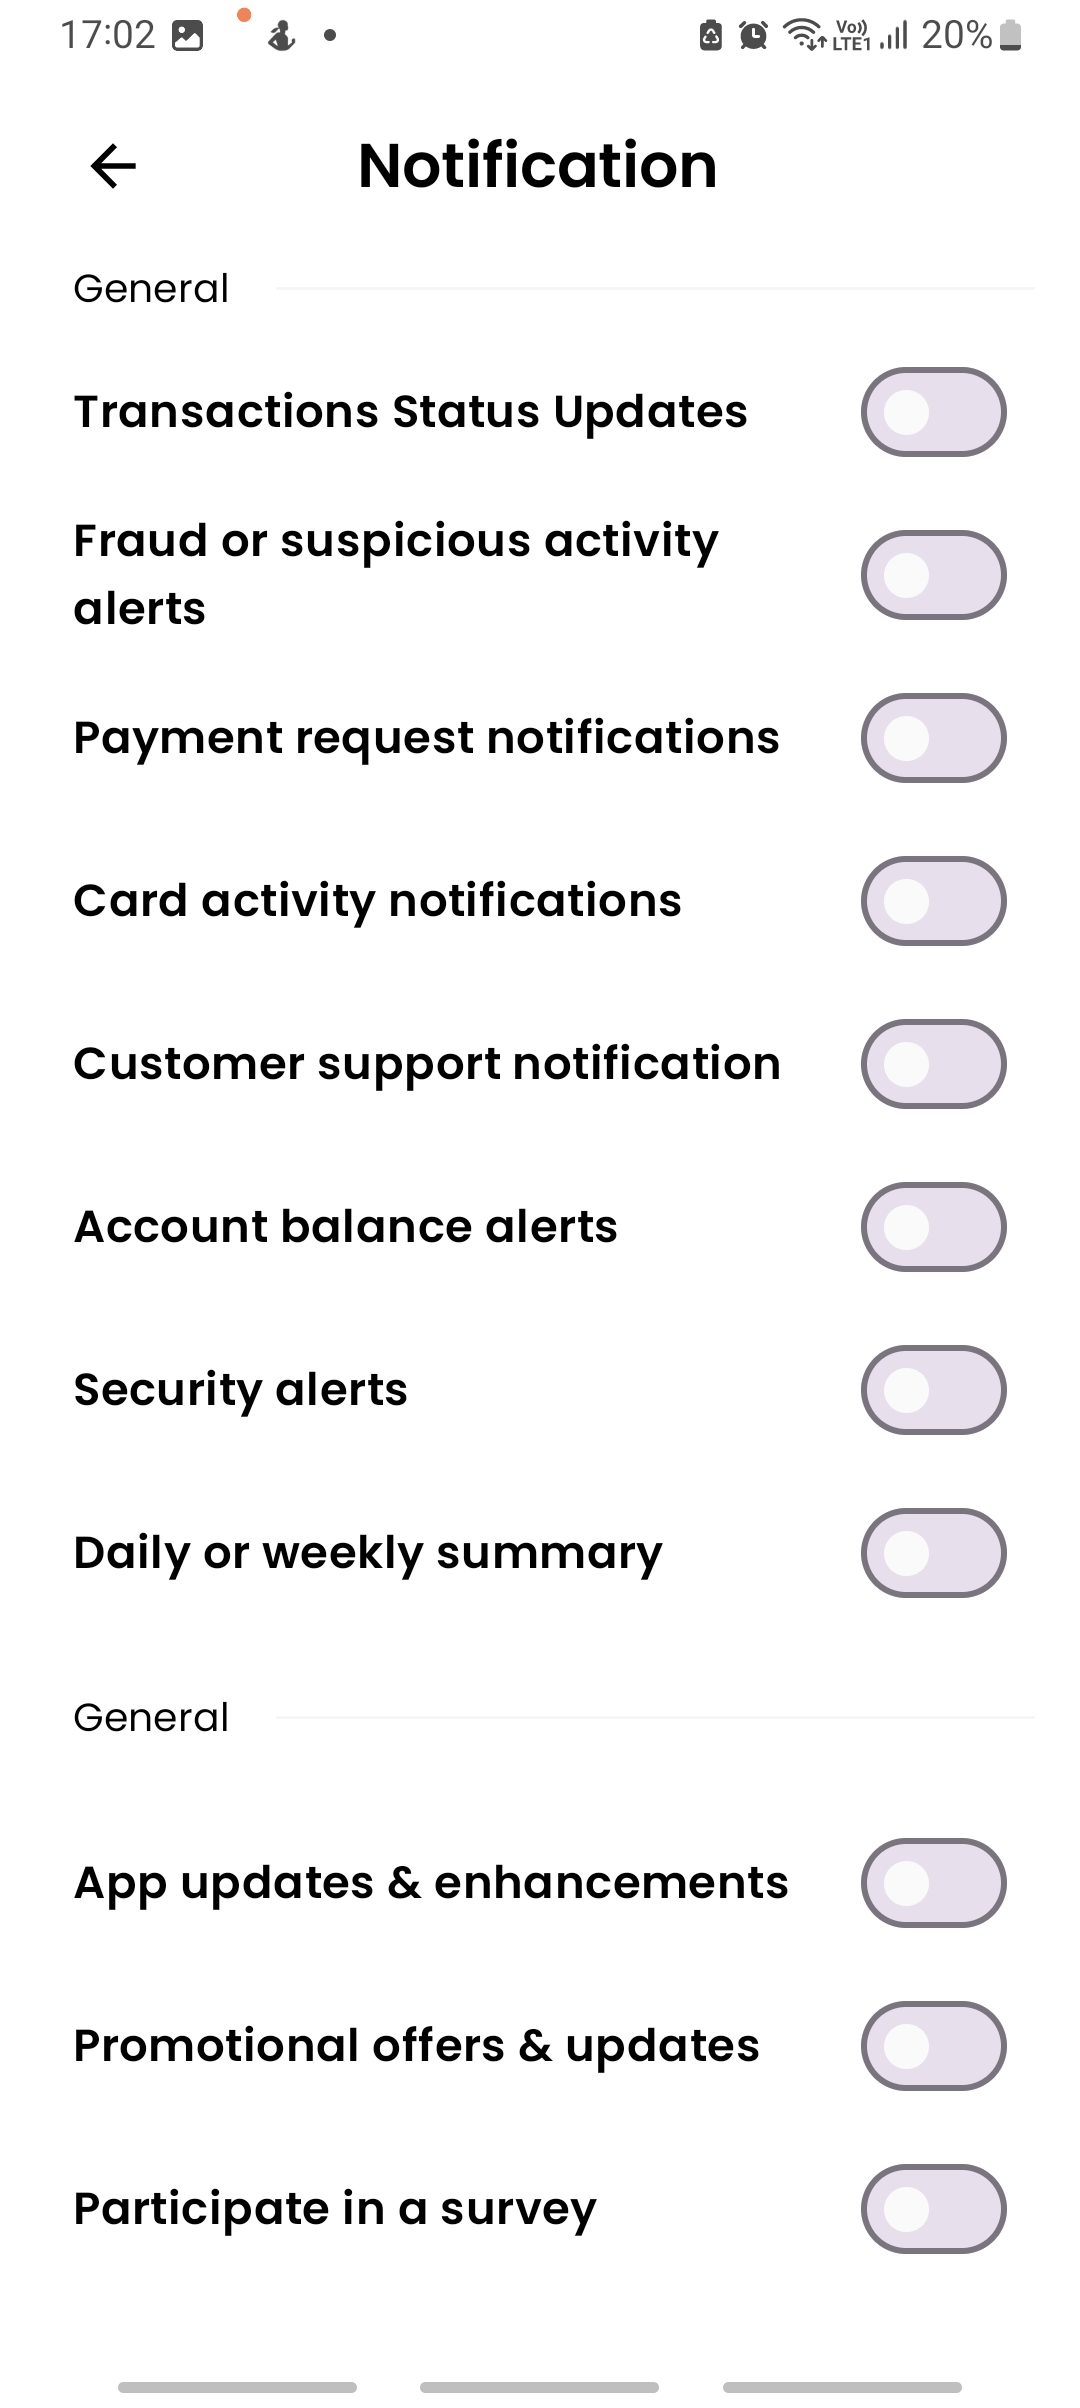 17:02
Vo)) LTE1 20%
Notification
General
Transactions Status Updates
Fraud or suspicious activity
alerts
Payment request notifications
Card activity notifications
Customer support notification
Account balance alerts
Security alerts
Daily or weekly summary
General
App updates & enhancements
Promotional offers & updates
Participate in a survey